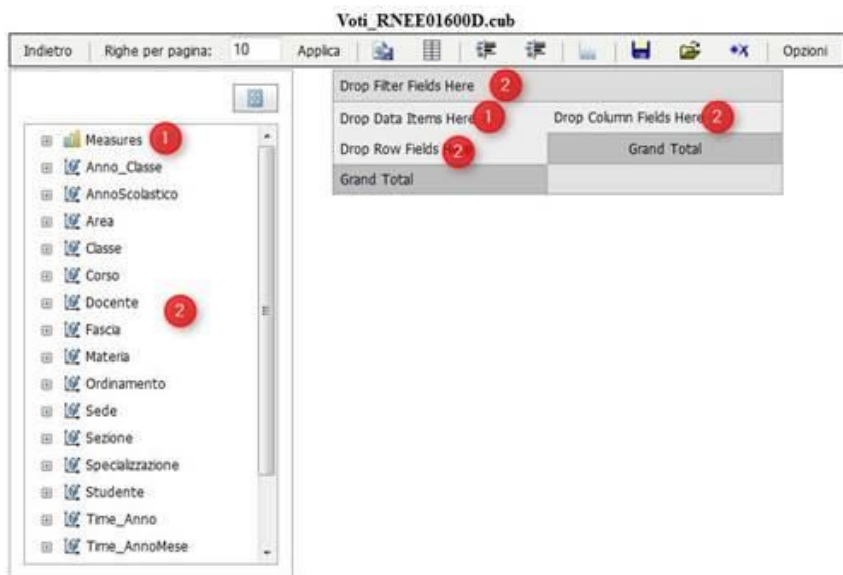 Voti_RNEE01600D.cub
Indietro Righe per pagina: 10 Applica Opzioni
Drop Filter Fields Here 2
Drop Data Items Here 1 Drop Column Fields Here 2
Drop Row Fields 2 Grand Total
Grand Total
Measures 1
Anno_Classe
AnnoScolastico
Area
Classe
Corso
Docente 2
Fascia
Materia
Ordinamento
Sede
Sezione
Specializzazione
Studente
Time_Anno
Time_AnnoMese